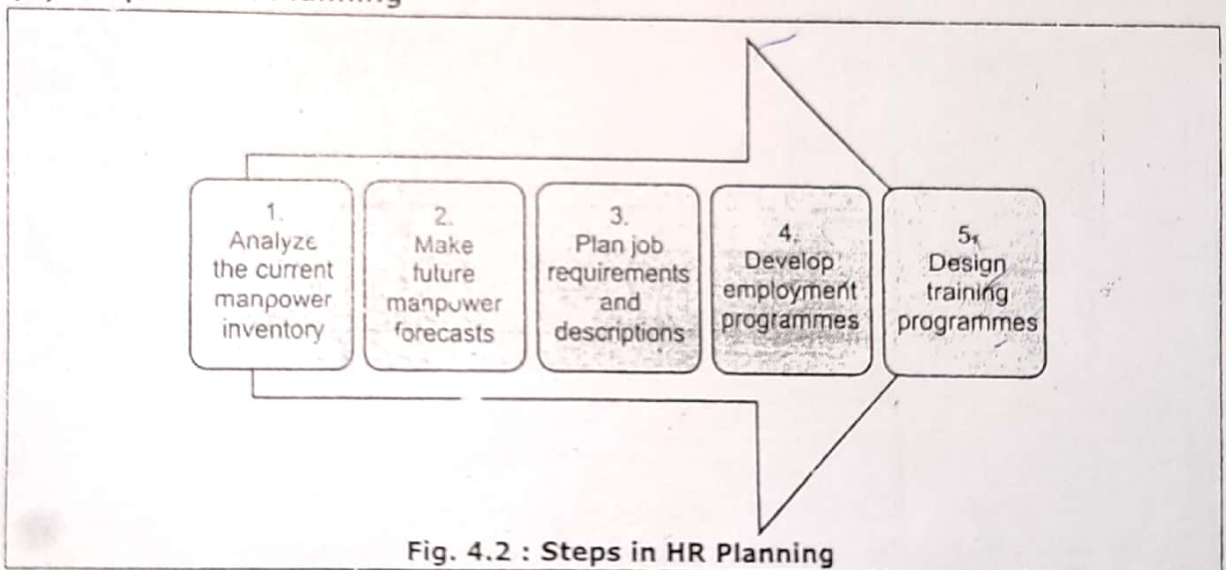 1.
Analyze
the current
manpower
inventory
2.
Make
future
manpower
forecasts
3.
Plan job
requirements
and
descriptions
4.
Develop
employment
programmes
5.
Design
training
programmes
Fig. 4.2 : Steps in HR Planning